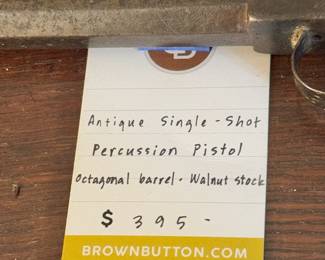 Antique Single - Shot
Percussion Pistol
Octagonal barrel - Walnut stock
$ 395 -
BROWNBUTTON.COM